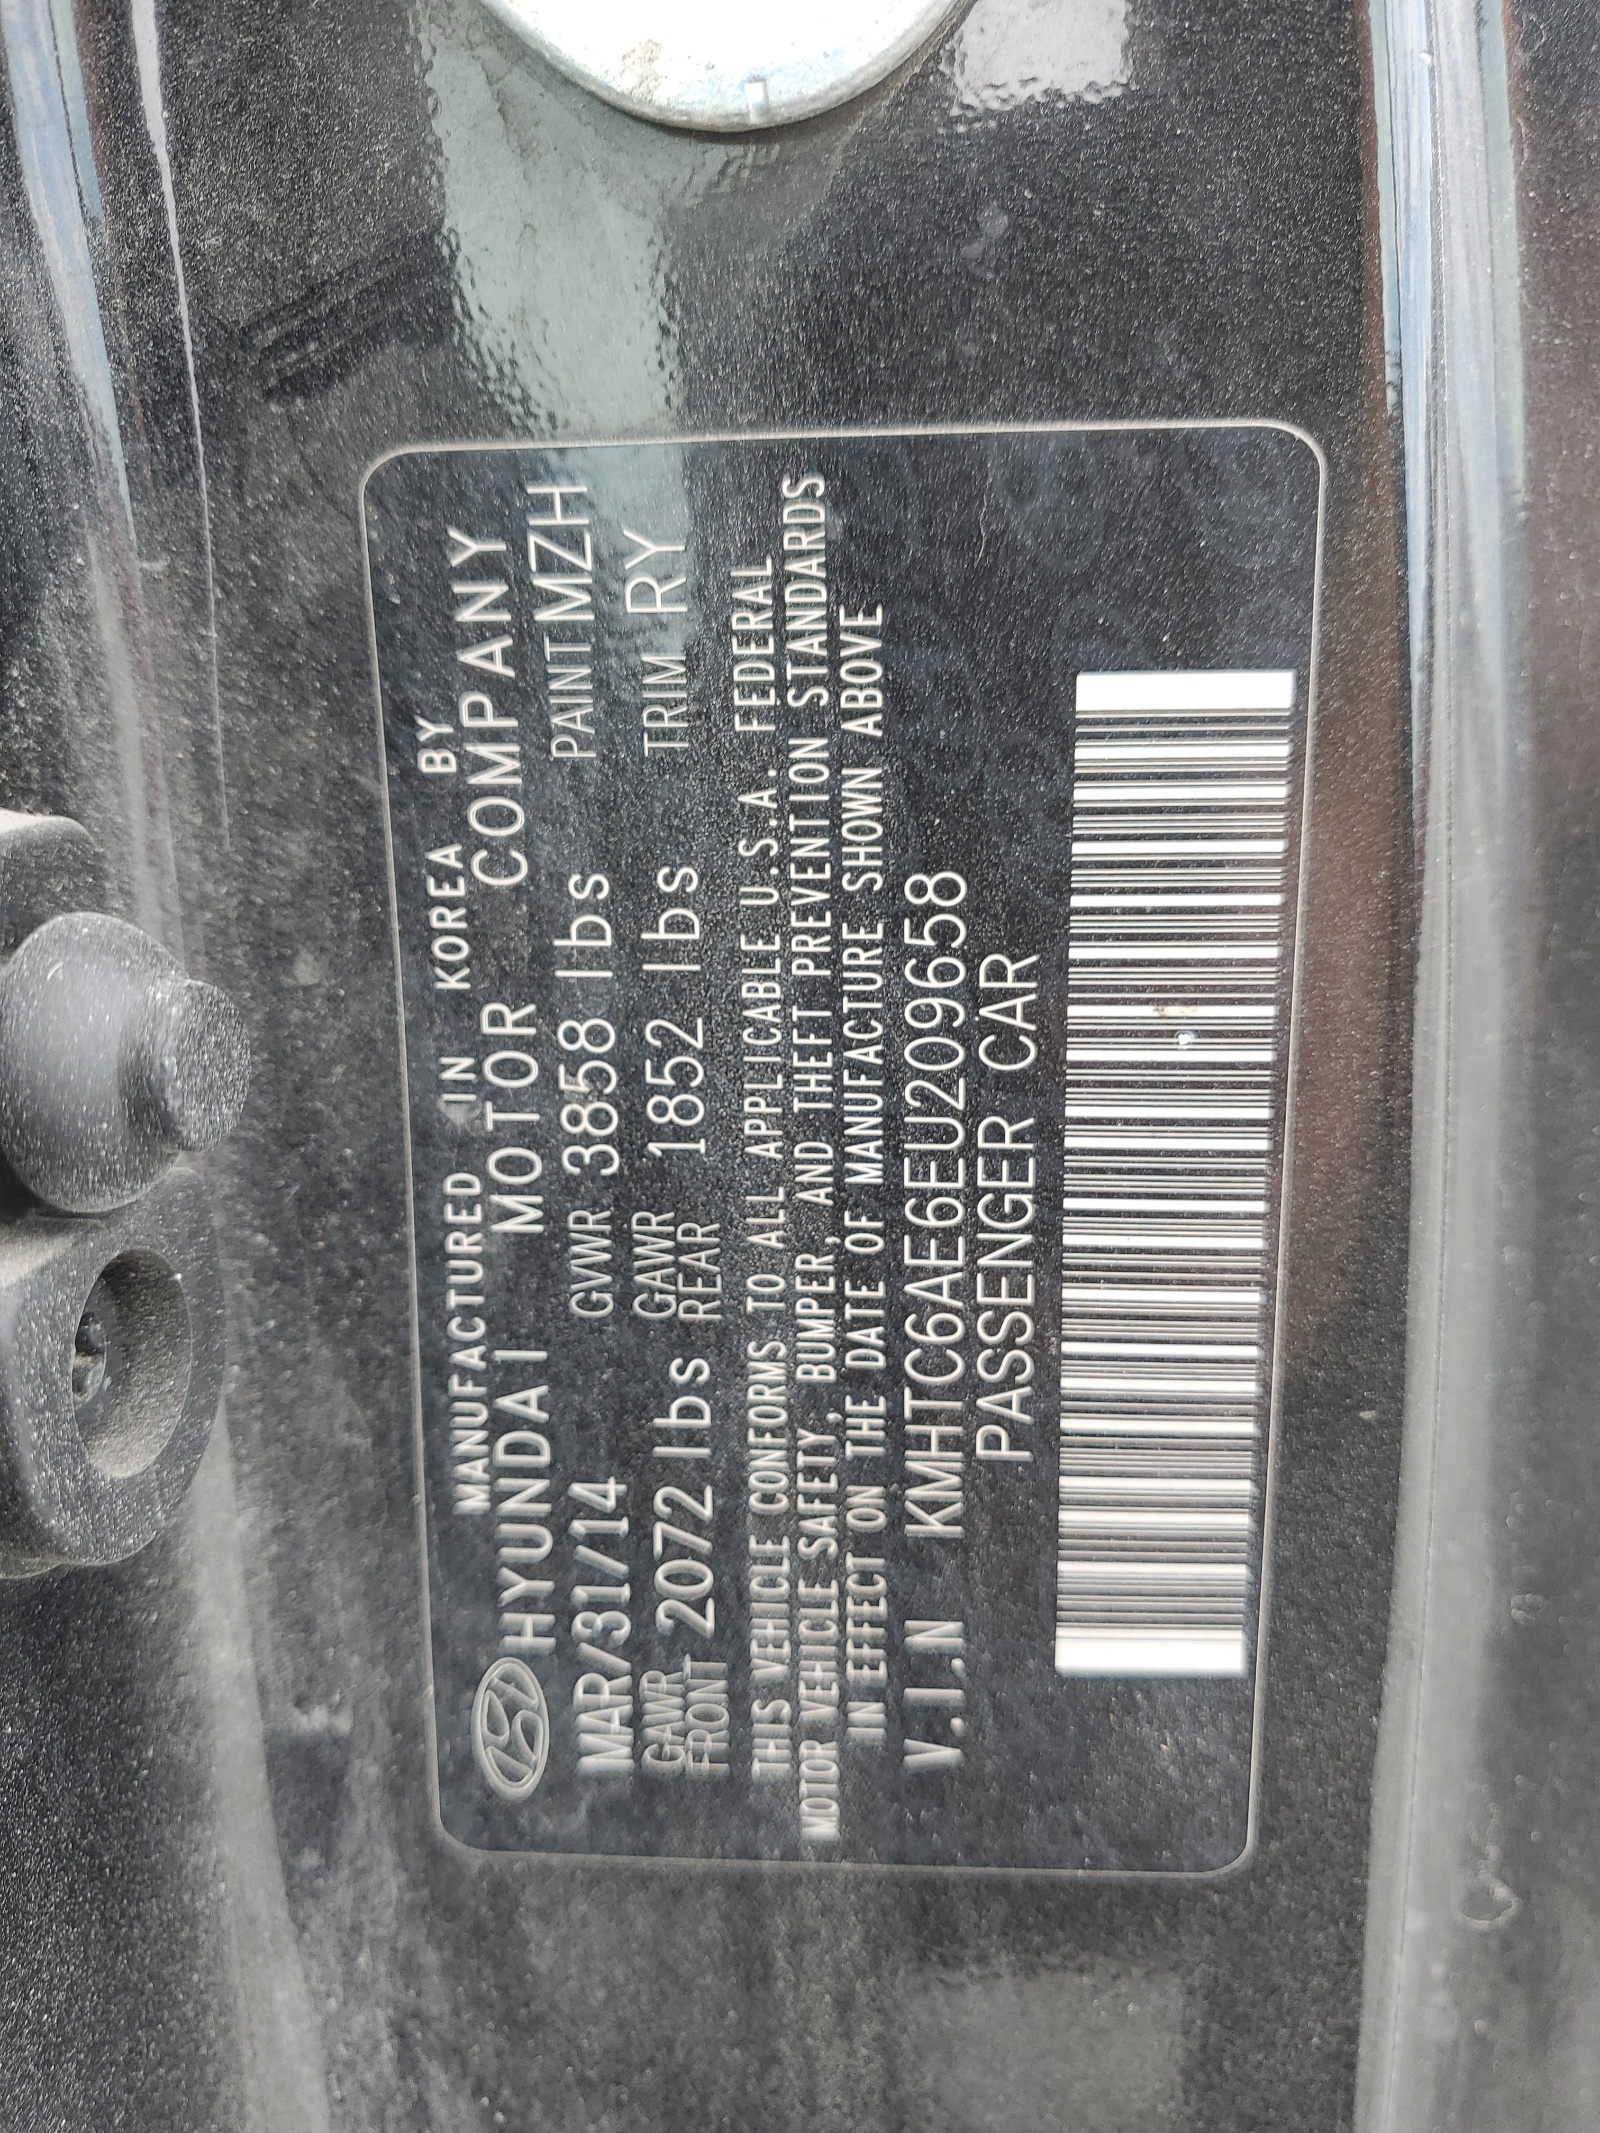 MANUFACTURED IN KOREA BY
HYUNDAI MOTOR COMPANY
MAR/31/14 GVWR 3858 lbs PAINT MZH
GAWR FRONT 2072 lbs GAWR REAR 1852 lbs TRIM RY
THIS VEHICLE CONFORMS TO ALL APPLICABLE U.S.A. FEDERAL
MOTOR VEHICLE SAFETY, BUMPER, AND THEFT PREVENTION STANDARDS
IN EFFECT ON THE DATE OF MANUFACTURE SHOWN ABOVE
V.I.N KMHTC6AE6EU209658
PASSENGER CAR